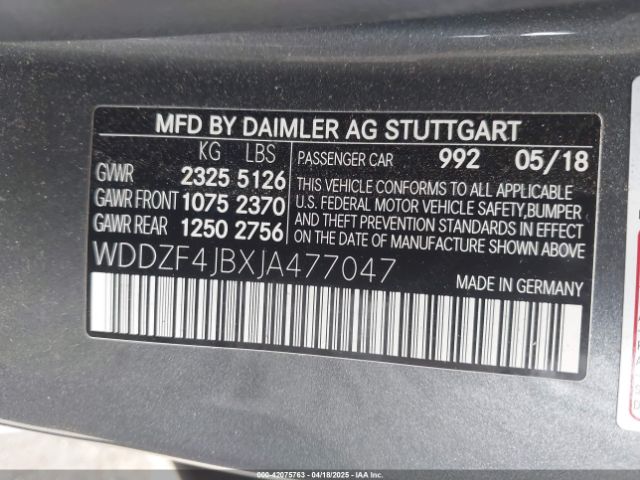 MFD BY DAIMLER AG STUTTGART
KG LBS
GVWR 2325 5126
GAWR FRONT 1075 2370
GAWR REAR 1250 2756
PASSENGER CAR 992 05/18
THIS VEHICLE CONFORMS TO ALL APPLICABLE
U.S. FEDERAL MOTOR VEHICLE SAFETY,BUMPER
AND THEFT PREVENTION STANDARDS IN EFFECT
ON THE DATE OF MANUFACTURE SHOWN ABOVE.
WDDZF4JBXJA477047
MADE IN GERMANY
000-42075763 - 04/18/2025 - IAAI.COM